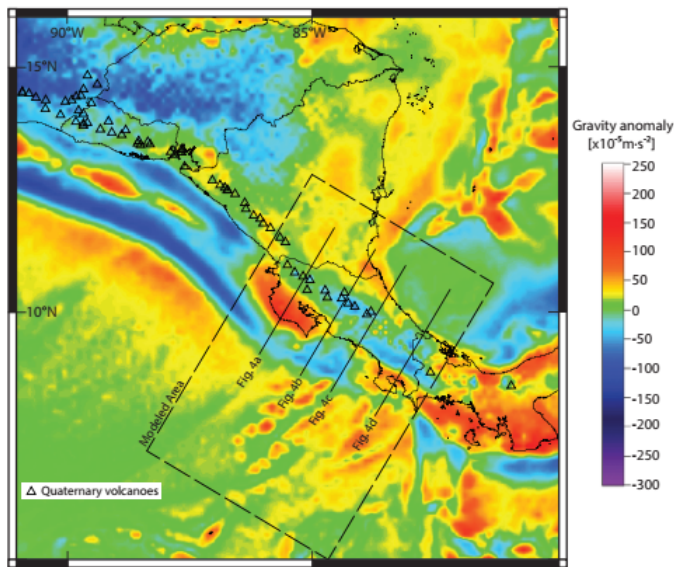 90°W
85°W
15°N
10°N
Gravity anomaly
[x10⁻⁵m·s⁻²]
250
200
150
100
50
0
-50
-100
-150
-200
-250
-300
Fig. 4a
Fig. 4b
Fig. 4c
Fig. 4d
Modeled Area
△ Quaternary volcanoes